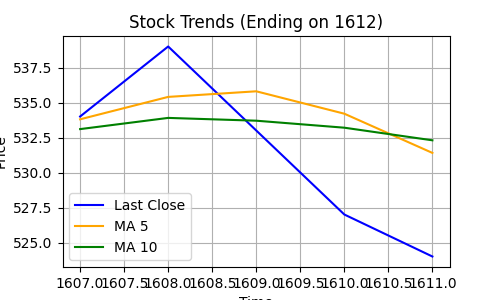 Stock Trends (Ending on 1612)
537.5
535.0
532.5
530.0
527.5
525.0
Price
Last Close
MA 5
MA 10
1607.0 1607.5 1608.0 1608.5 1609.0 1609.5 1610.0 1610.5 1611.0
Time